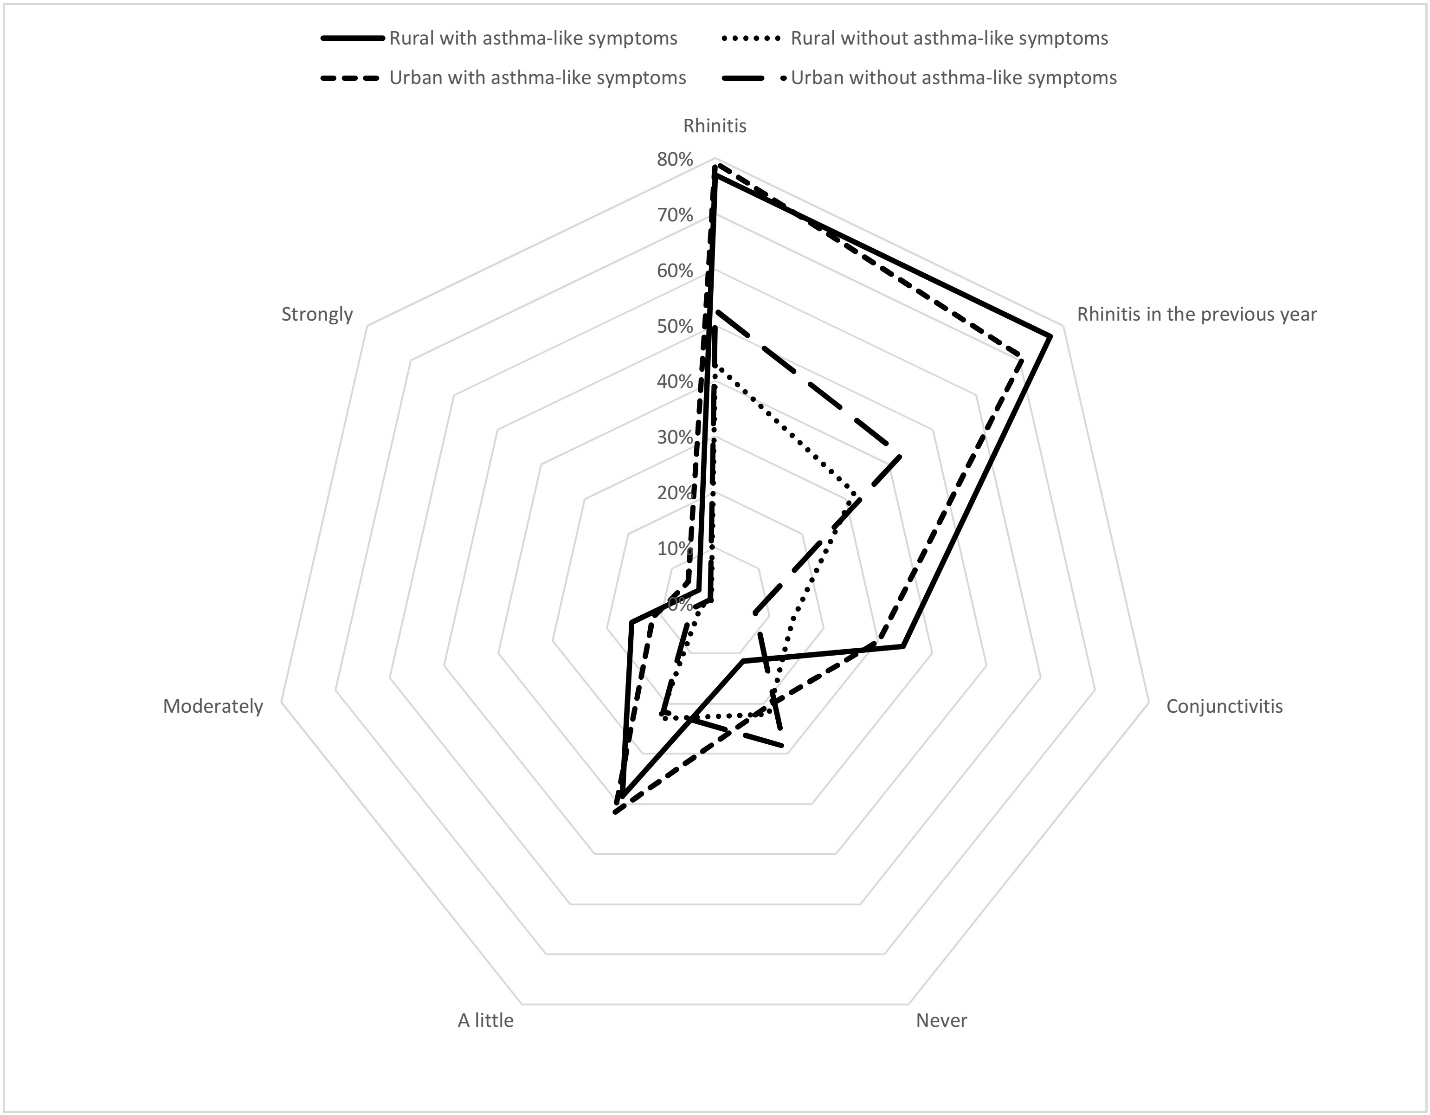 Rural with asthma-like symptoms
Rural without asthma-like symptoms
Urban with asthma-like symptoms
Urban without asthma-like symptoms
Rhinitis
80%
70%
60%
50%
40%
30%
20%
10%
0%
Strongly
Rhinitis in the previous year
Moderately
Conjunctivitis
A little
Never